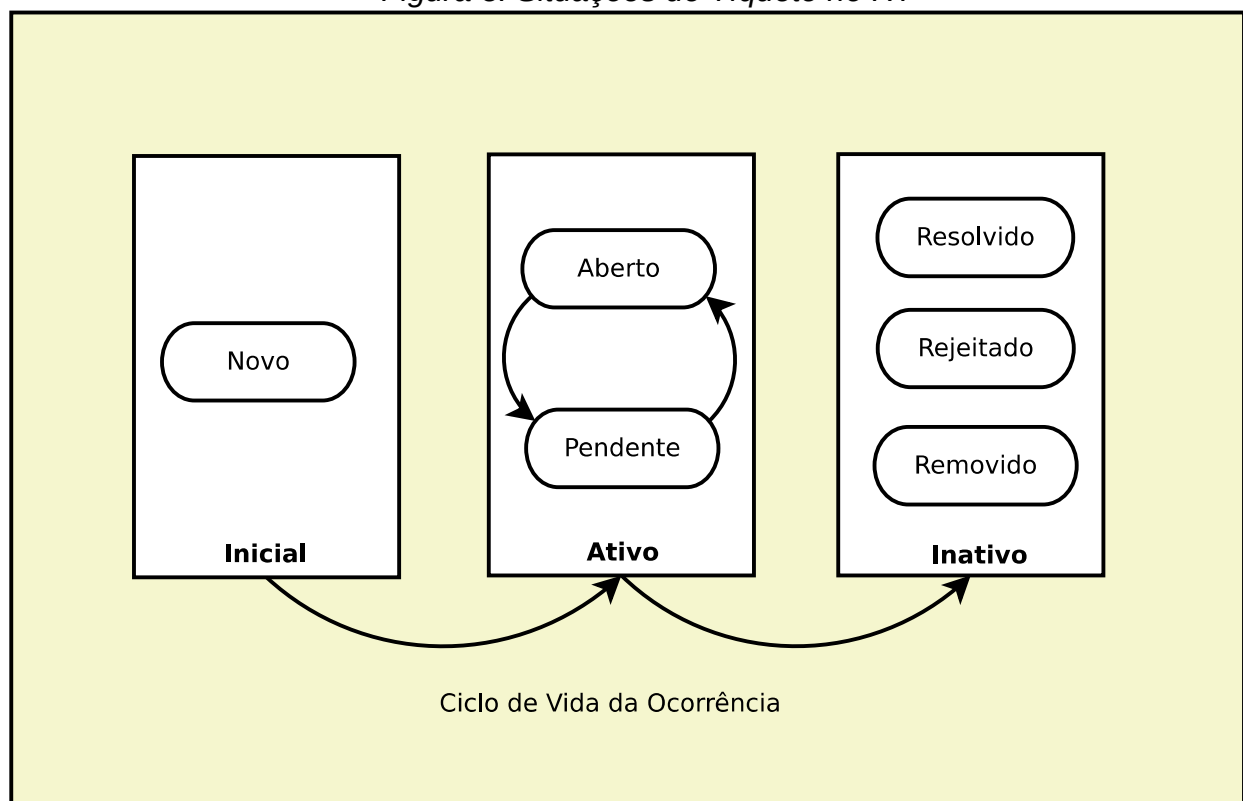 Novo
Inicial
Aberto
Pendente
Ativo
Resolvido
Rejeitado
Removido
Inativo
Ciclo de Vida da Ocorrência